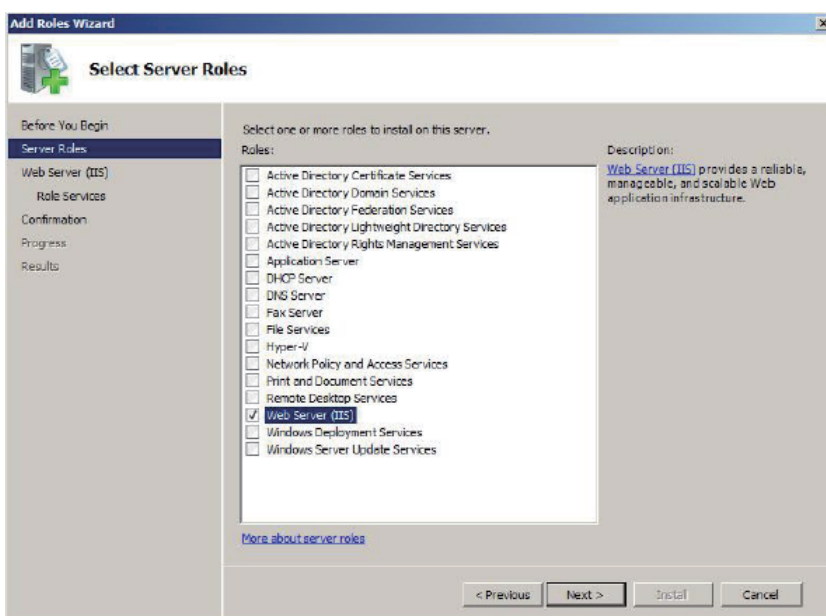 Add Roles Wizard
Select Server Roles
Before You Begin
Server Roles
Web Server (IIS)
Role Services
Confirmation
Progress
Results
Select one or more roles to install on this server.
Roles:
Active Directory Certificate Services
Active Directory Domain Services
Active Directory Federation Services
Active Directory Lightweight Directory Services
Active Directory Rights Management Services
Application Server
DHCP Server
DNS Server
Fax Server
File Services
Hyper-V
Network Policy and Access Services
Print and Document Services
Remote Desktop Services
Web Server (IIS)
Windows Deployment Services
Windows Server Update Services
More about server roles
Description:
Web Server (IIS) provides a reliable,
manageable, and scalable Web
application infrastructure.
< Previous
Next >
Install
Cancel